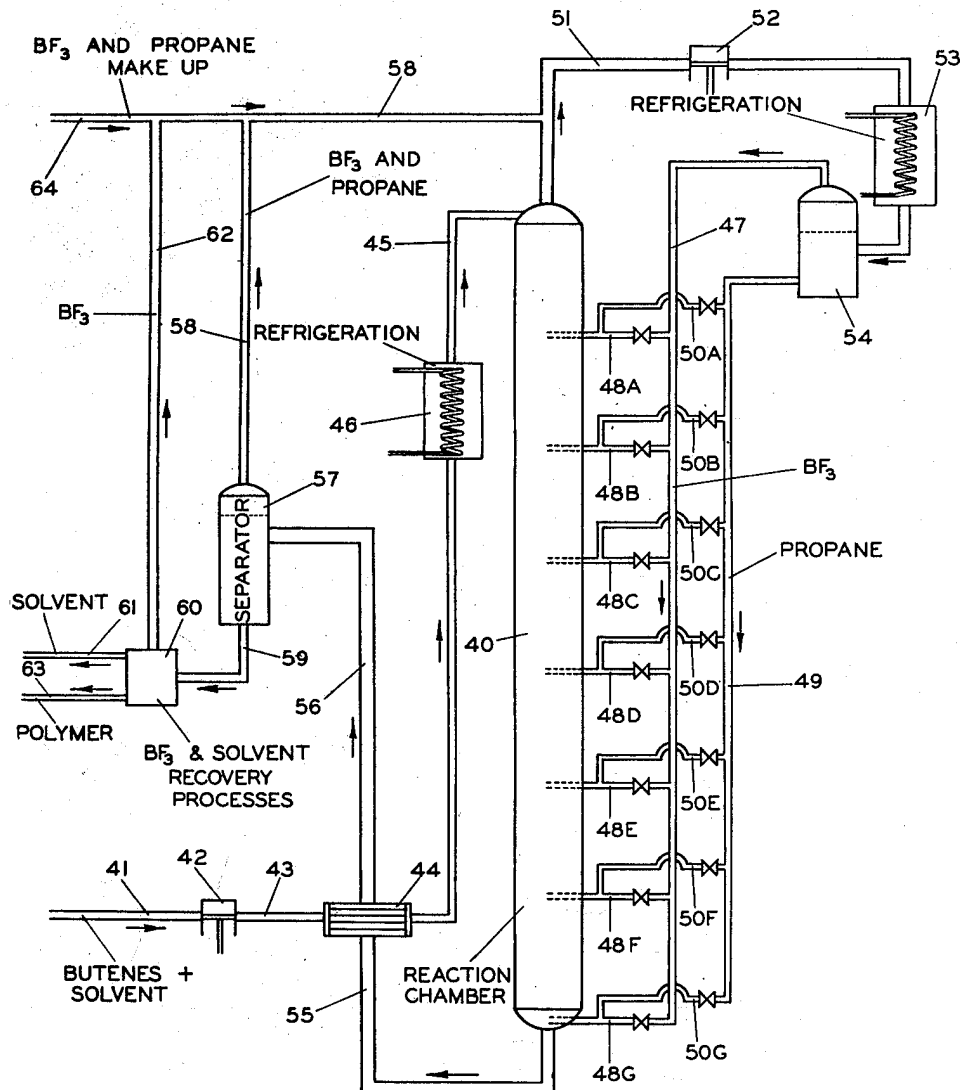 51
52
BF3 AND PROPANE
MAKE UP
58
53
REFRIGERATION
BF3 AND
PROPANE
64
62
45
47
BF3
58
REFRIGERATION
54
50A
48A
46
50B
57
48B
BF3
SEPARATOR
PROPANE
50C
SOLVENT
61
60
48C
59
40
63
50D
49
56
48D
POLYMER
BF3 & SOLVENT
RECOVERY
PROCESSES
50E
48E
41
42
43
44
50F
48F
BUTENES +
SOLVENT
REACTION
CHAMBER
55
50G
48G